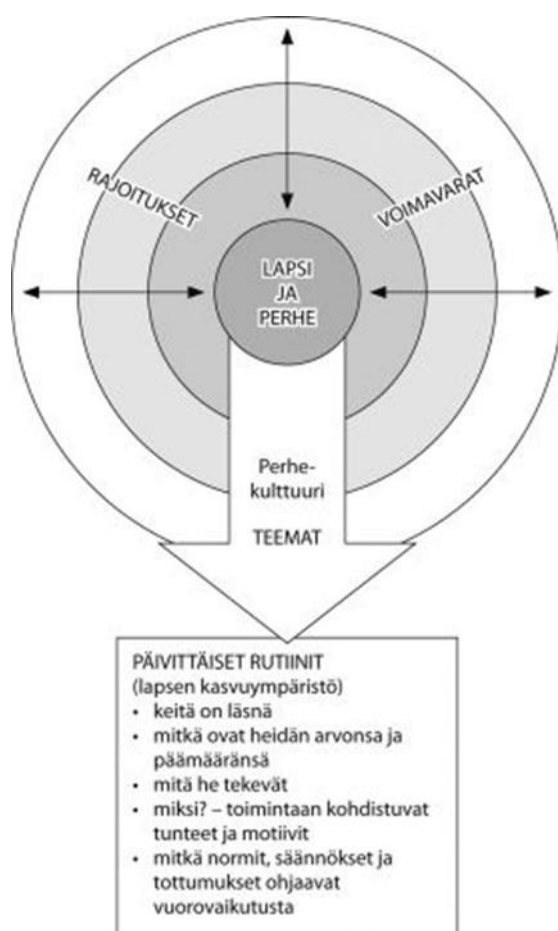 RAJOITUKSET
VOIMAVARAT
LAPSI
JA
PERHE
Perhe-
kulttuuri
TEEMAT
PÄIVITTÄISET RUTIINIT
(lapsen kasvuympäristö)
• keitä on läsnä
• mitkä ovat heidän arvonsa ja
päämääränsä
• mitä he tekevät
• miksi? – toimintaan kohdistuvat
tunteet ja motiivit
• mitkä normit, säännökset ja
tottumukset ohjaavat
vuorovaikutusta